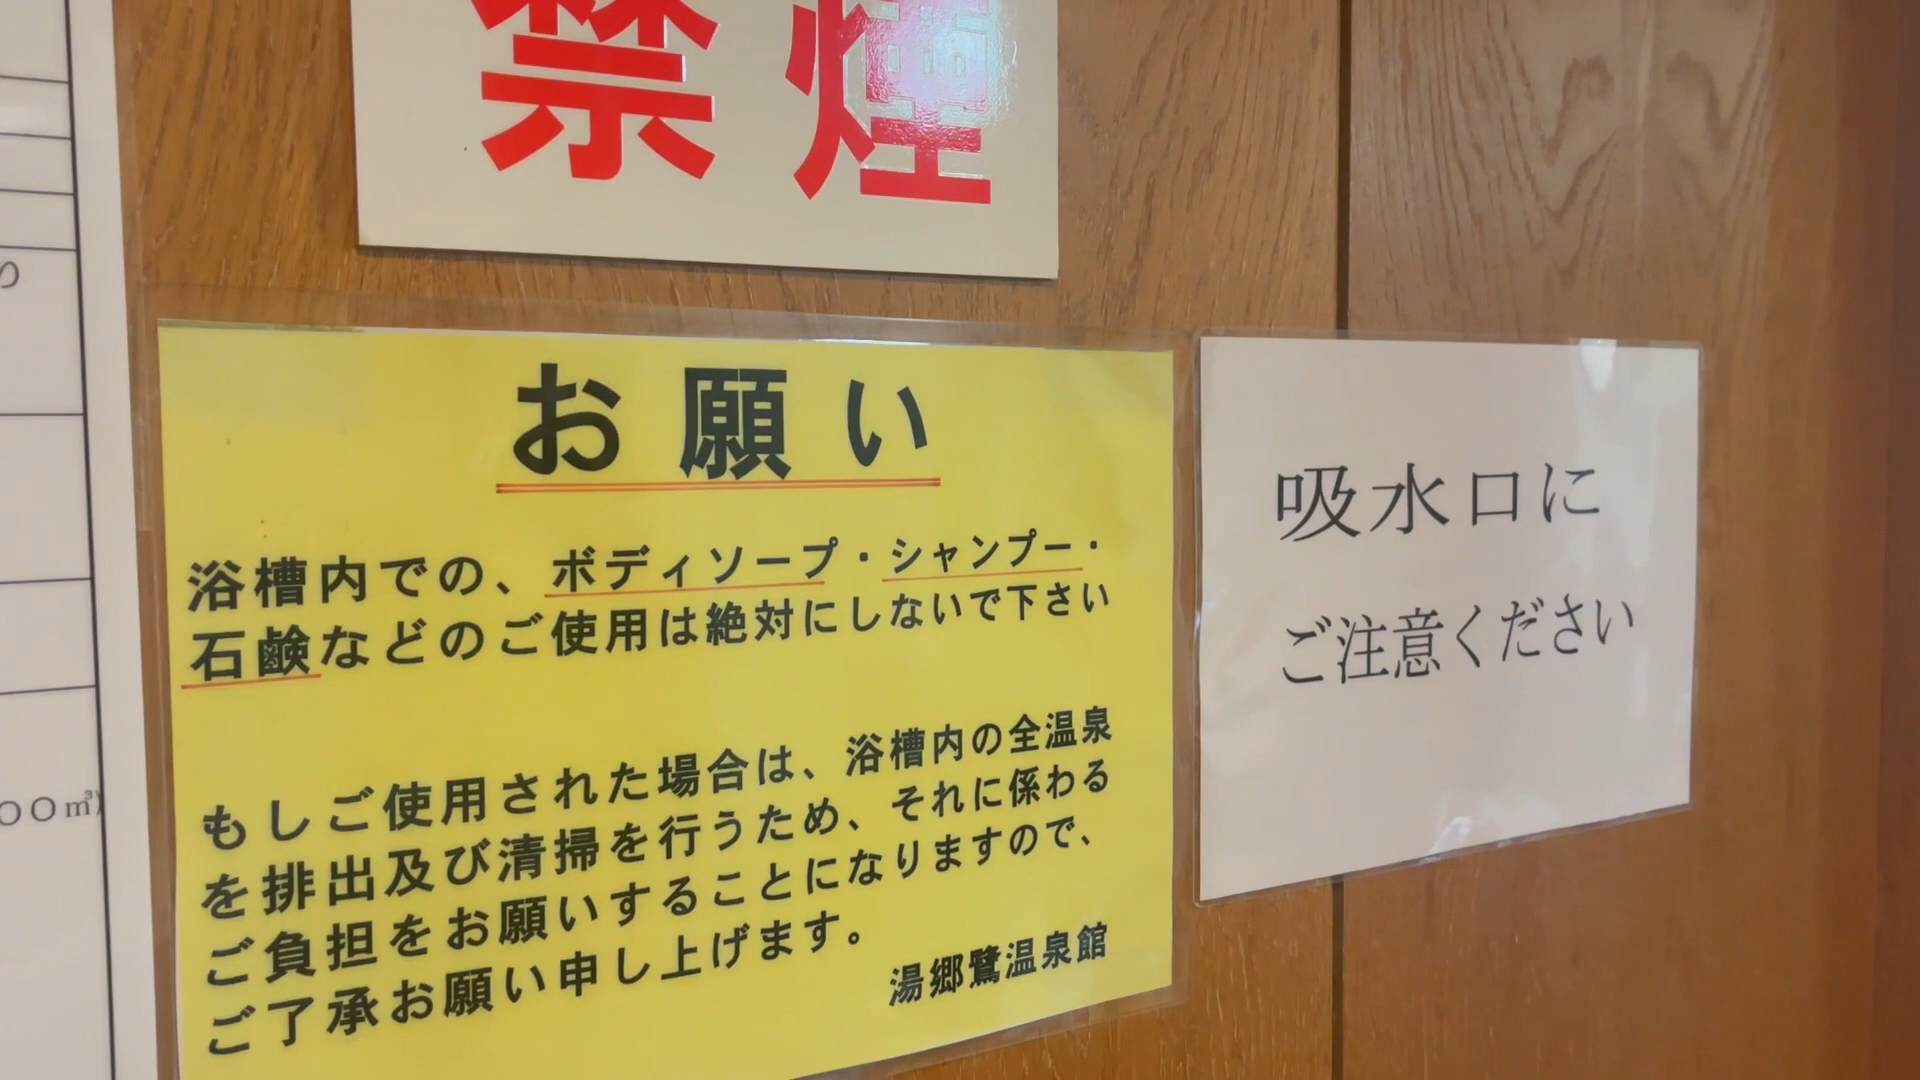 禁煙
お願い
浴槽内での、ボディソープ・シャンプー・
石鹸などのご使用は絶対にしないで下さい
もしご使用された場合は、浴槽内の全温泉
を排出及び清掃を行うため、それに係わる
ご負担をお願いすることになりますので、
ご了承お願い申し上げます。
湯郷鷺温泉館
吸水口に
ご注意ください
の
００㎥）